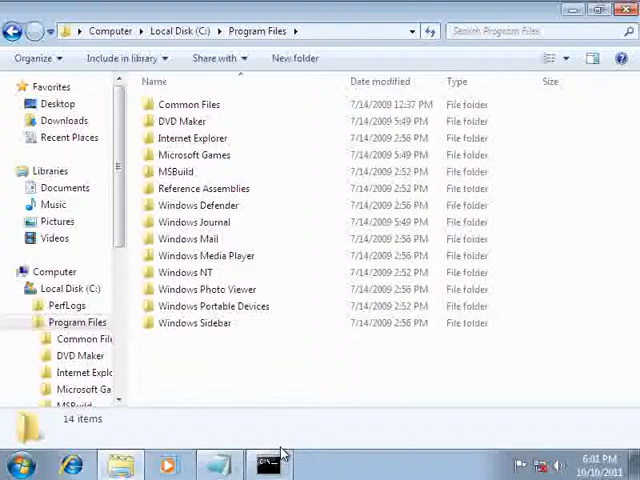 Computer Local Disk (C:) Program Files Search Program Files
Organize Include in library Share with New folder
Favorites
Desktop
Downloads
Recent Places
Libraries
Documents
Music
Pictures
Videos
Computer
Local Disk (C:)
PerfLogs
Program Files
Common File
DVD Maker
Internet Explo
Microsoft Ga
MSBuild
Name Date modified Type Size
Common Files 7/14/2009 12:37 PM File folder
DVD Maker 7/14/2009 5:49 PM File folder
Internet Explorer 7/14/2009 2:56 PM File folder
Microsoft Games 7/14/2009 5:49 PM File folder
MSBuild 7/14/2009 2:52 PM File folder
Reference Assemblies 7/14/2009 2:52 PM File folder
Windows Defender 7/14/2009 2:56 PM File folder
Windows Journal 7/14/2009 5:49 PM File folder
Windows Mail 7/14/2009 2:56 PM File folder
Windows Media Player 7/14/2009 2:56 PM File folder
Windows NT 7/14/2009 2:52 PM File folder
Windows Photo Viewer 7/14/2009 2:56 PM File folder
Windows Portable Devices 7/14/2009 2:52 PM File folder
Windows Sidebar 7/14/2009 2:56 PM File folder
14 items
6:01 PM
10/10/2011